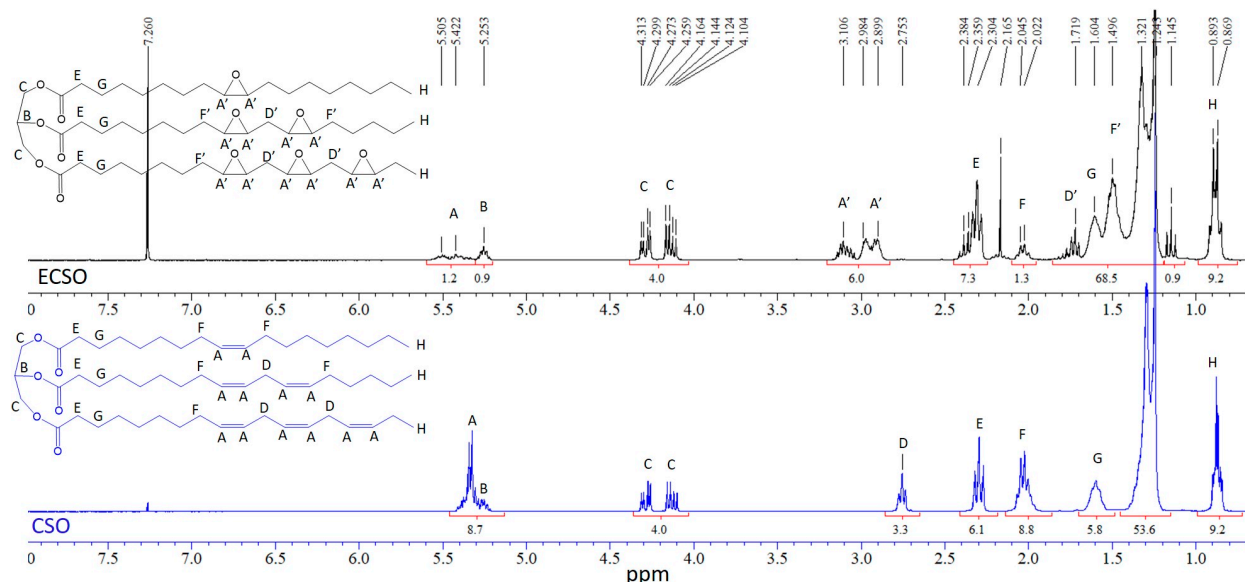 7.260 5.505 5.422 5.253 4.313 4.299 4.273 4.259 4.164 4.144 4.124 4.104 3.106 2.984 2.899 2.753 2.384 2.359 2.304 2.165 2.045 2.022 1.719 1.604 1.496 1.321 1.243 1.145 0.893 0.869
O E G O H
C O A' A' H
O F' D' F'
B E G O O H
O A' A' A' A'
C F' D' D'
O E G O O O H
O A' A' A' A' A' A'
A B C C A' A' E F D' G F' H
ECSO
1.2 0.9 4.0 6.0 7.3 1.3 68.5 0.9 9.2
8.0 7.5 7.0 6.5 6.0 5.5 5.0 4.5 4.0 3.5 3.0 2.5 2.0 1.5 1.0
E G F F
C O O A A H
B O E G F D F H
O A A A A
C O E G F D D
O A A A A A A H
A B C C D E F G H
CSO
8.7 4.0 3.3 6.1 8.8 5.8 53.6 9.2
8.0 7.5 7.0 6.5 6.0 5.5 5.0 4.5 4.0 3.5 3.0 2.5 2.0 1.5 1.0
ppm